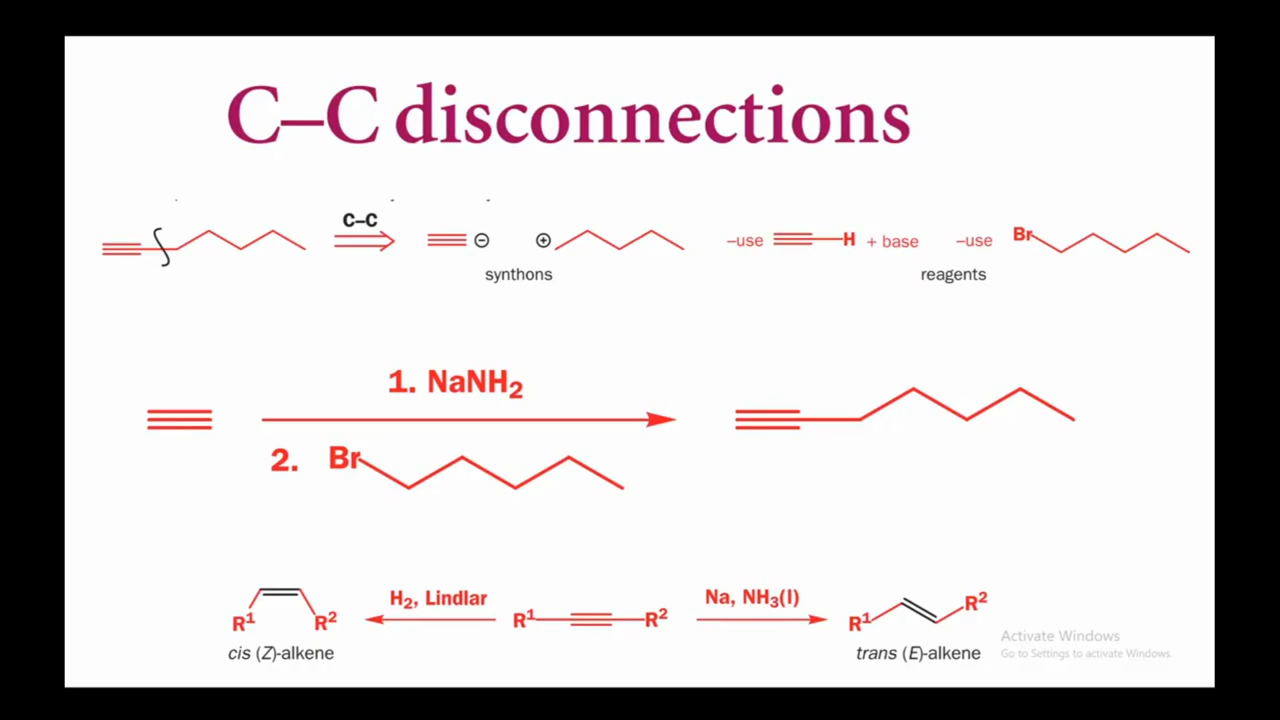 C–C disconnections
C–C
⊖ ⊕ –use H + base –use Br
synthons reagents
1. NaNH₂
2. Br
H₂, Lindlar Na, NH₃(l)
R¹ R² R¹ R² R¹ R²
cis (Z)-alkene trans (E)-alkene
Activate Windows
Go to Settings to activate Windows.